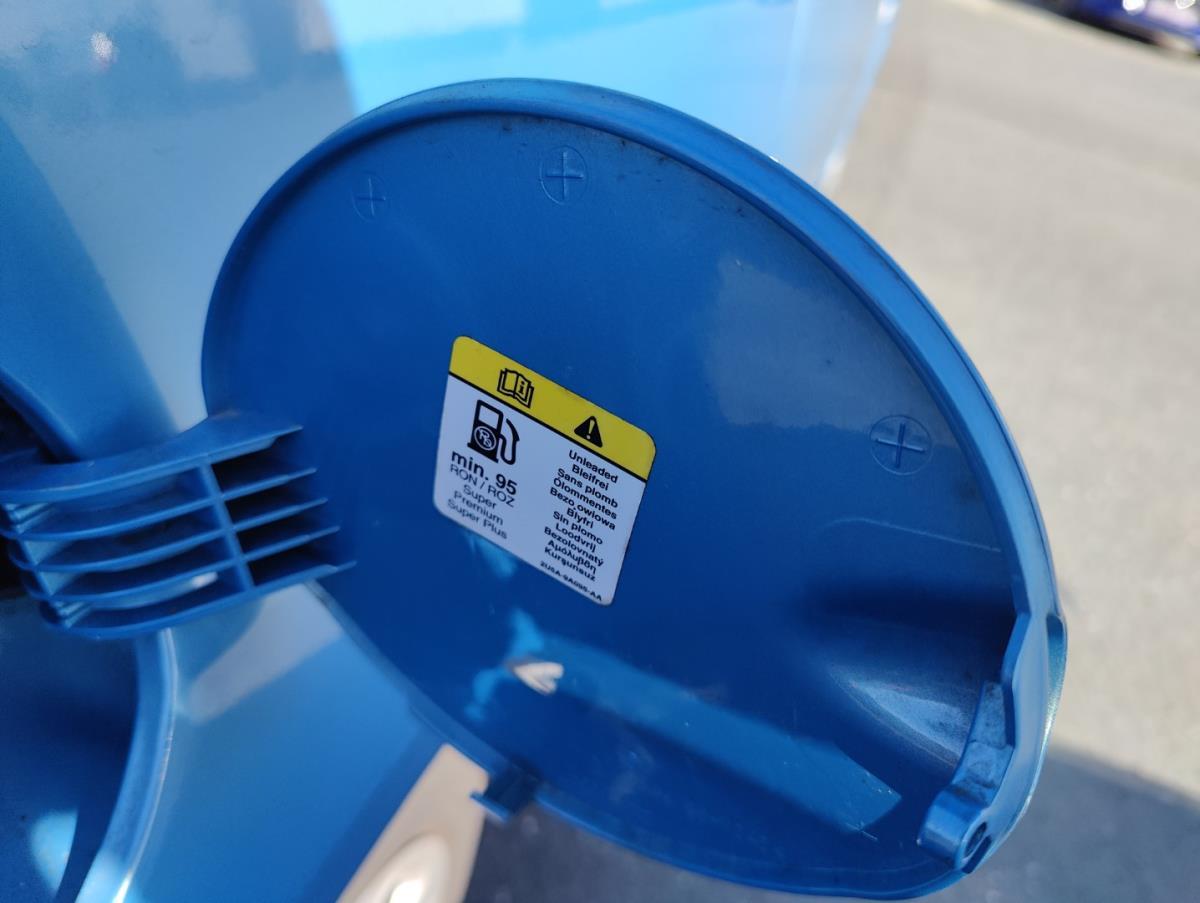 min. 95
RON / ROZ
Super
Premium
Super Plus
Unleaded
Bleifrei
Sans plomb
Ólommentes
Bezołowiowa
Blyfri
Sin plomo
Loodvrij
Bezolovnatý
Αμόλυβδη
Kurşunsuz
2U5A-9A095-AA